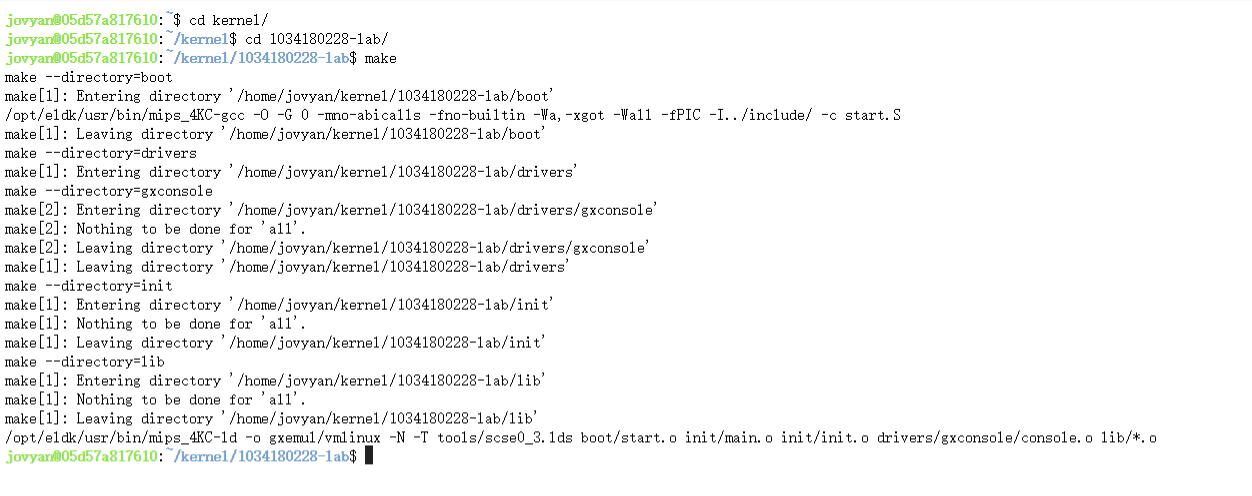 jovyan@05d57a817610:~$ cd kernel/
jovyan@05d57a817610:~/kernel$ cd 1034180228-lab/
jovyan@05d57a817610:~/kernel/1034180228-lab$ make
make --directory=boot
make[1]: Entering directory '/home/jovyan/kernel/1034180228-lab/boot'
/opt/eldk/usr/bin/mips_4KC-gcc -O -G 0 -mno-abicalls -fno-builtin -Wa,-xgot -Wall -fPIC -I../include/ -c start.S
make[1]: Leaving directory '/home/jovyan/kernel/1034180228-lab/boot'
make --directory=drivers
make[1]: Entering directory '/home/jovyan/kernel/1034180228-lab/drivers'
make --directory=gxconsole
make[2]: Entering directory '/home/jovyan/kernel/1034180228-lab/drivers/gxconsole'
make[2]: Nothing to be done for 'all'.
make[2]: Leaving directory '/home/jovyan/kernel/1034180228-lab/drivers/gxconsole'
make[1]: Leaving directory '/home/jovyan/kernel/1034180228-lab/drivers'
make --directory=init
make[1]: Entering directory '/home/jovyan/kernel/1034180228-lab/init'
make[1]: Nothing to be done for 'all'.
make[1]: Leaving directory '/home/jovyan/kernel/1034180228-lab/init'
make --directory=lib
make[1]: Entering directory '/home/jovyan/kernel/1034180228-lab/lib'
make[1]: Nothing to be done for 'all'.
make[1]: Leaving directory '/home/jovyan/kernel/1034180228-lab/lib'
/opt/eldk/usr/bin/mips_4KC-ld -o gxemul/vmlinux -N -T tools/scse0_3.lds boot/start.o init/main.o init/init.o drivers/gxconsole/console.o lib/*.o
jovyan@05d57a817610:~/kernel/1034180228-lab$